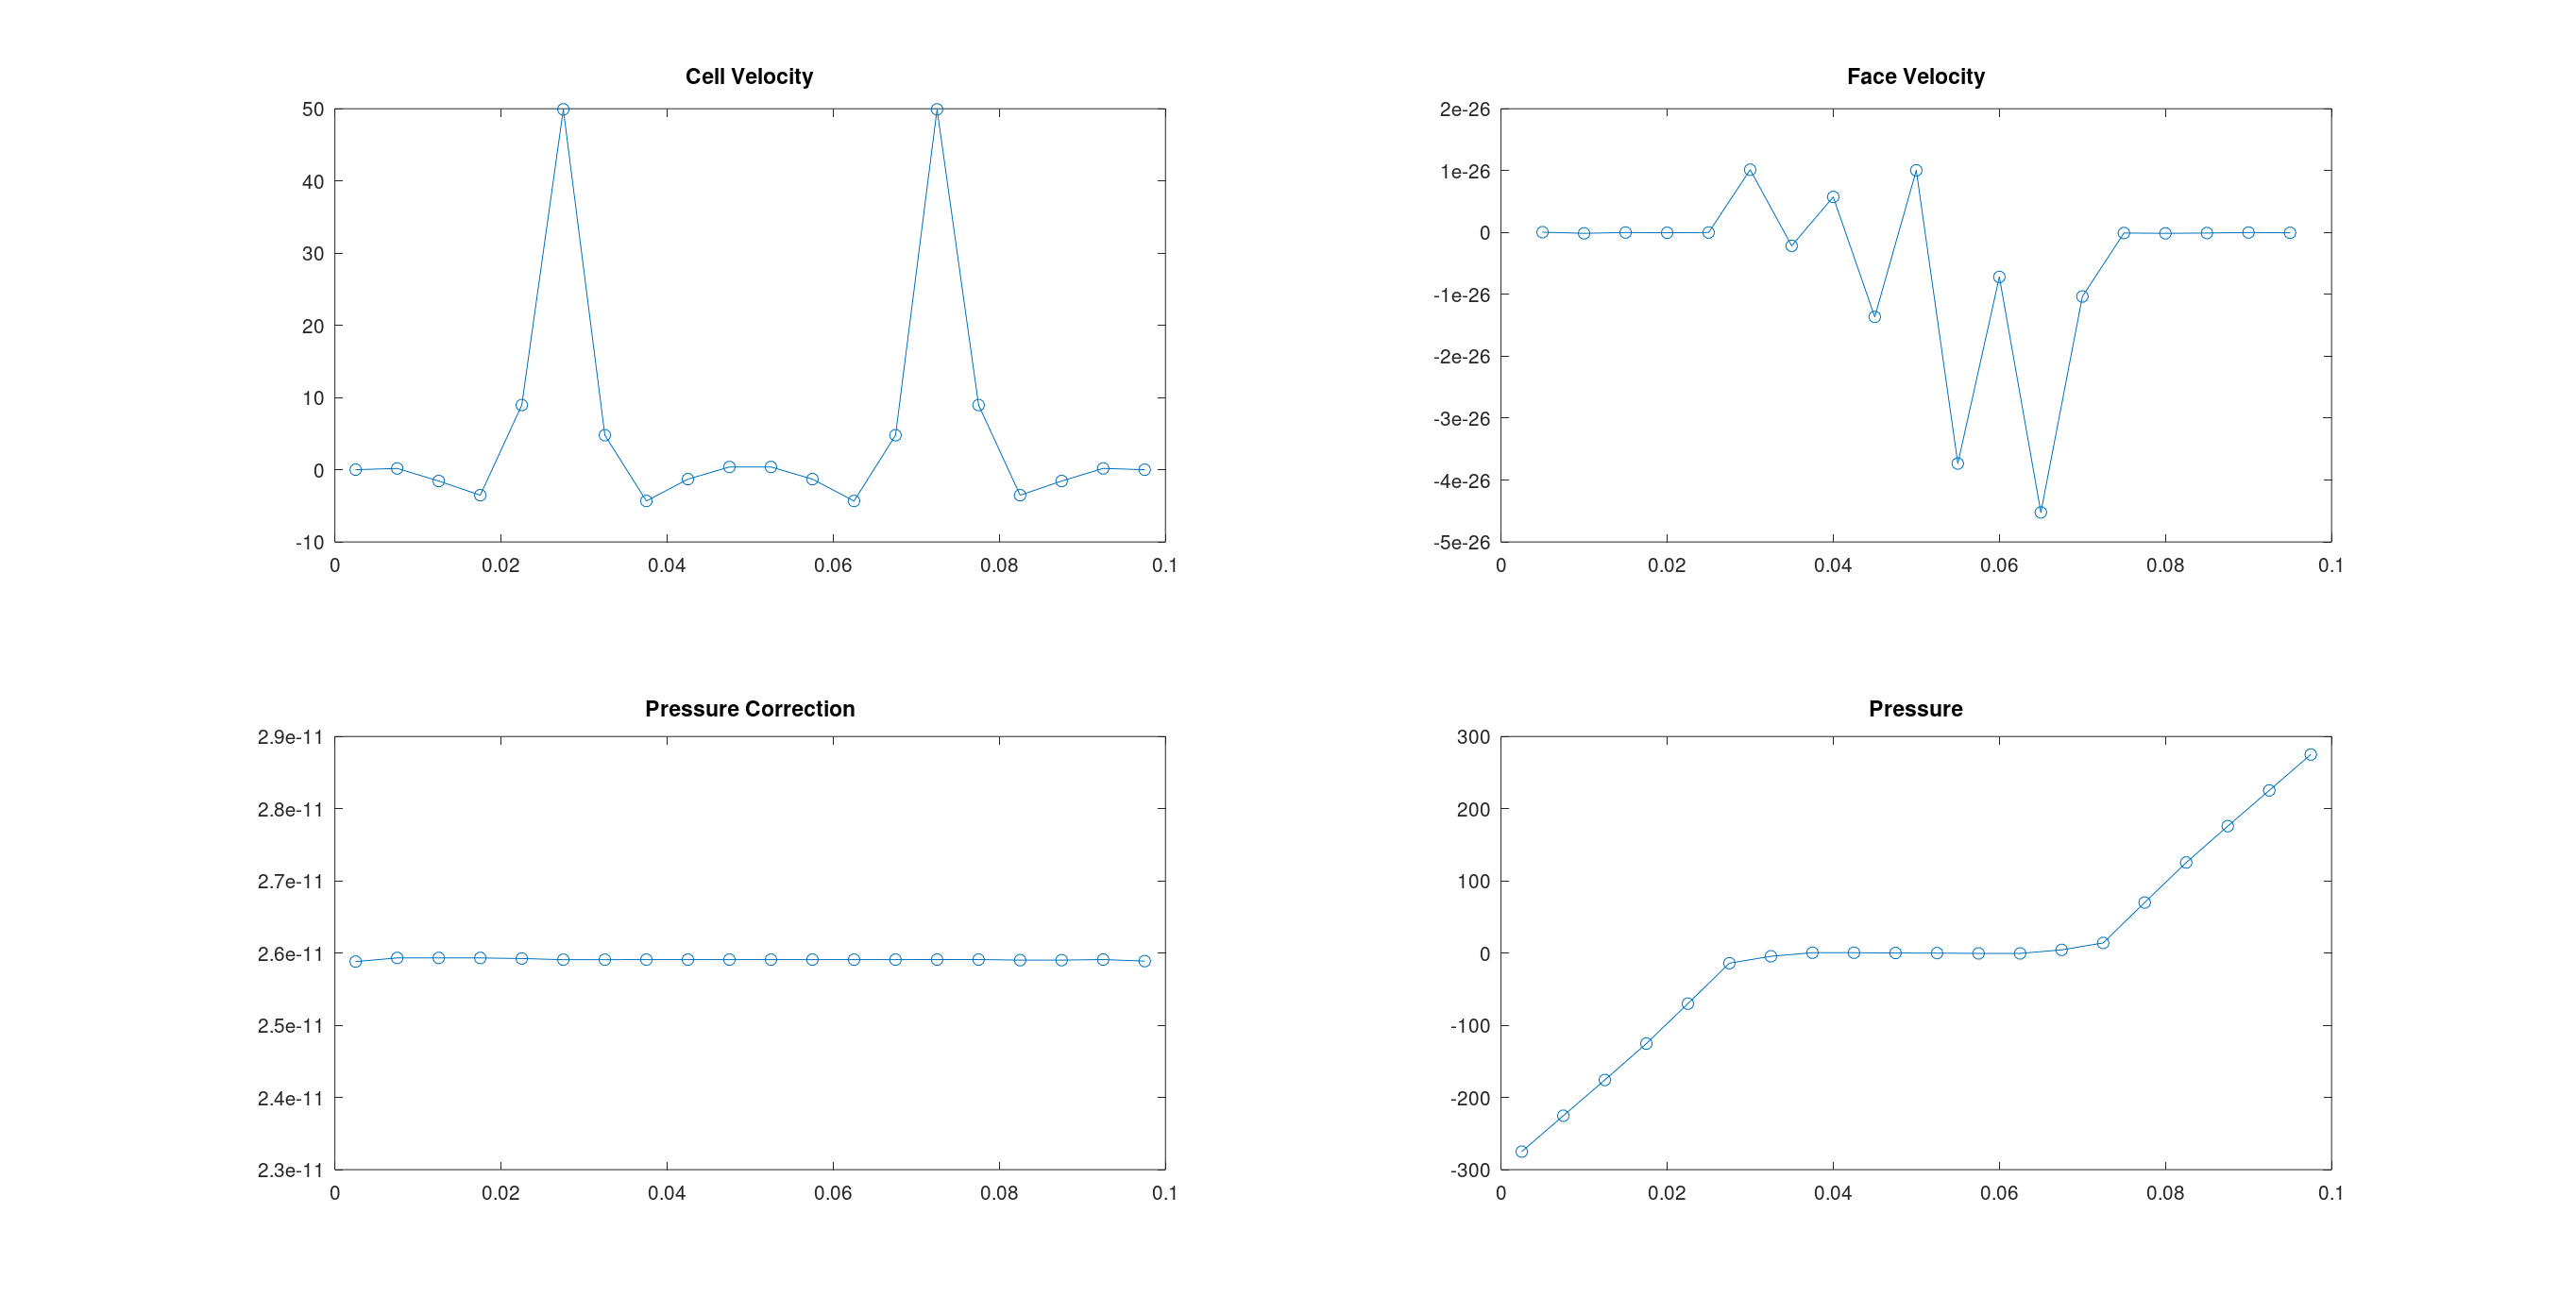 Cell Velocity
50
40
30
20
10
0
-10
0 0.02 0.04 0.06 0.08 0.1
Face Velocity
2e-26
1e-26
0
-1e-26
-2e-26
-3e-26
-4e-26
-5e-26
0 0.02 0.04 0.06 0.08 0.1
Pressure Correction
2.9e-11
2.8e-11
2.7e-11
2.6e-11
2.5e-11
2.4e-11
2.3e-11
0 0.02 0.04 0.06 0.08 0.1
Pressure
300
200
100
0
-100
-200
-300
0 0.02 0.04 0.06 0.08 0.1